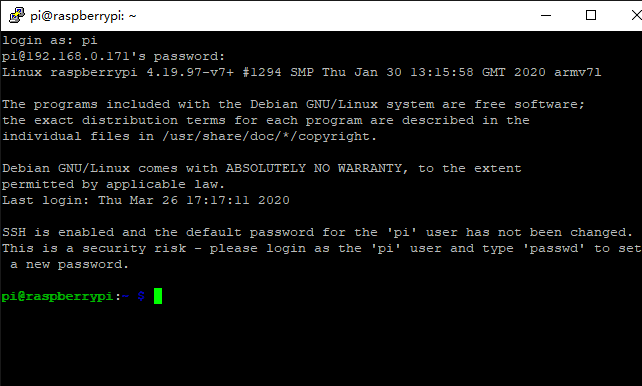 pi@raspberrypi: ~
login as: pi
pi@192.168.0.171's password:
Linux raspberrypi 4.19.97-v7+ #1294 SMP Thu Jan 30 13:15:58 GMT 2020 armv7l
The programs included with the Debian GNU/Linux system are free software;
the exact distribution terms for each program are described in the
individual files in /usr/share/doc/*/copyright.
Debian GNU/Linux comes with ABSOLUTELY NO WARRANTY, to the extent
permitted by applicable law.
Last login: Thu Mar 26 17:17:11 2020
SSH is enabled and the default password for the 'pi' user has not been changed.
This is a security risk - please login as the 'pi' user and type 'passwd' to set
 a new password.
pi@raspberrypi:~ $